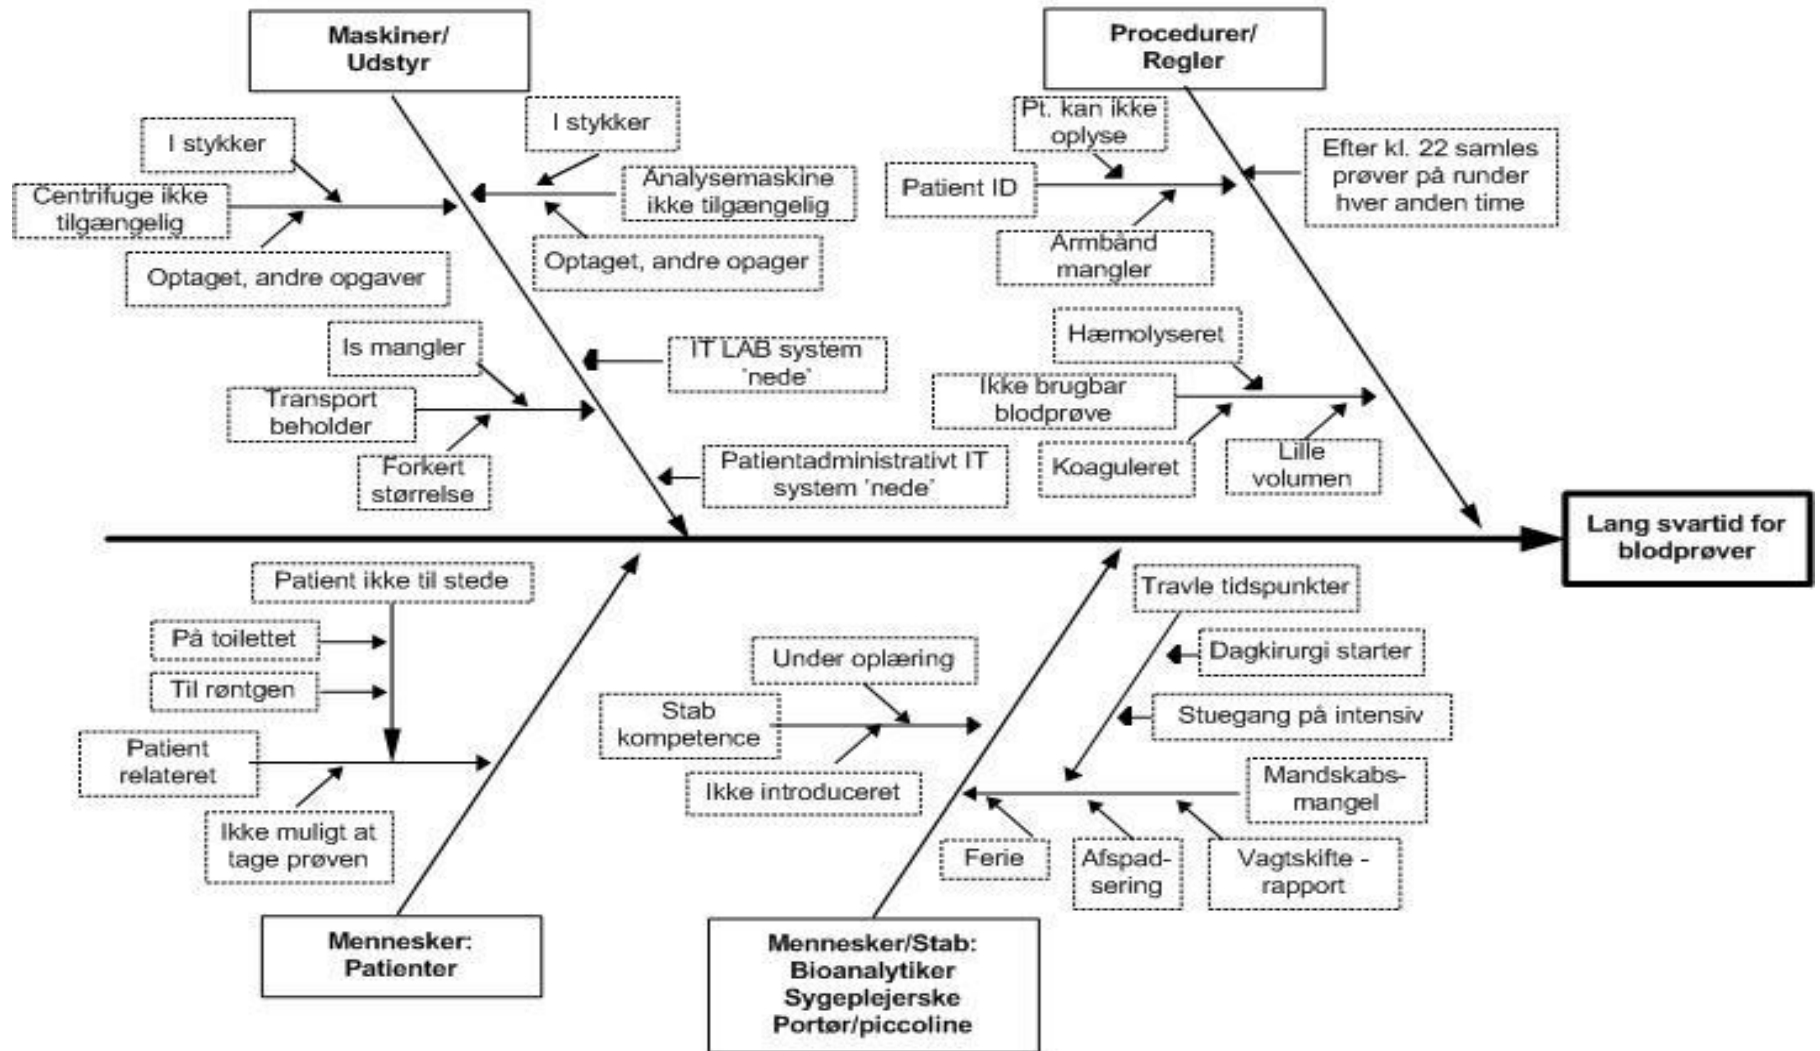 Maskiner/
Udstyr
I stykker
Centrifuge ikke
tilgængelig
Optaget, andre opgaver
I stykker
Analysemaskine
ikke tilgængelig
Optaget, andre opager
Is mangler
Transport
beholder
Forkert
størrelse
IT LAB system
'nede'
Patientadministrativt IT
system 'nede'
Procedurer/
Regler
Pt. kan ikke
oplyse
Patient ID
Armbånd
mangler
Efter kl. 22 samles
prøver på runder
hver anden time
Hæmolyseret
Ikke brugbar
blodprøve
Koaguleret
Lille
volumen
Lang svartid for
blodprøver
Patient ikke til stede
På toilettet
Til røntgen
Patient
relateret
Ikke muligt at
tage prøven
Mennesker:
Patienter
Travle tidspunkter
Dagkirurgi starter
Under oplæring
Stab
kompetence
Ikke introduceret
Stuegang på intensiv
Mandskabs-
mangel
Ferie
Afspad-
sering
Vagtskifte -
rapport
Mennesker/Stab:
Bioanalytiker
Sygeplejerske
Portør/piccoline